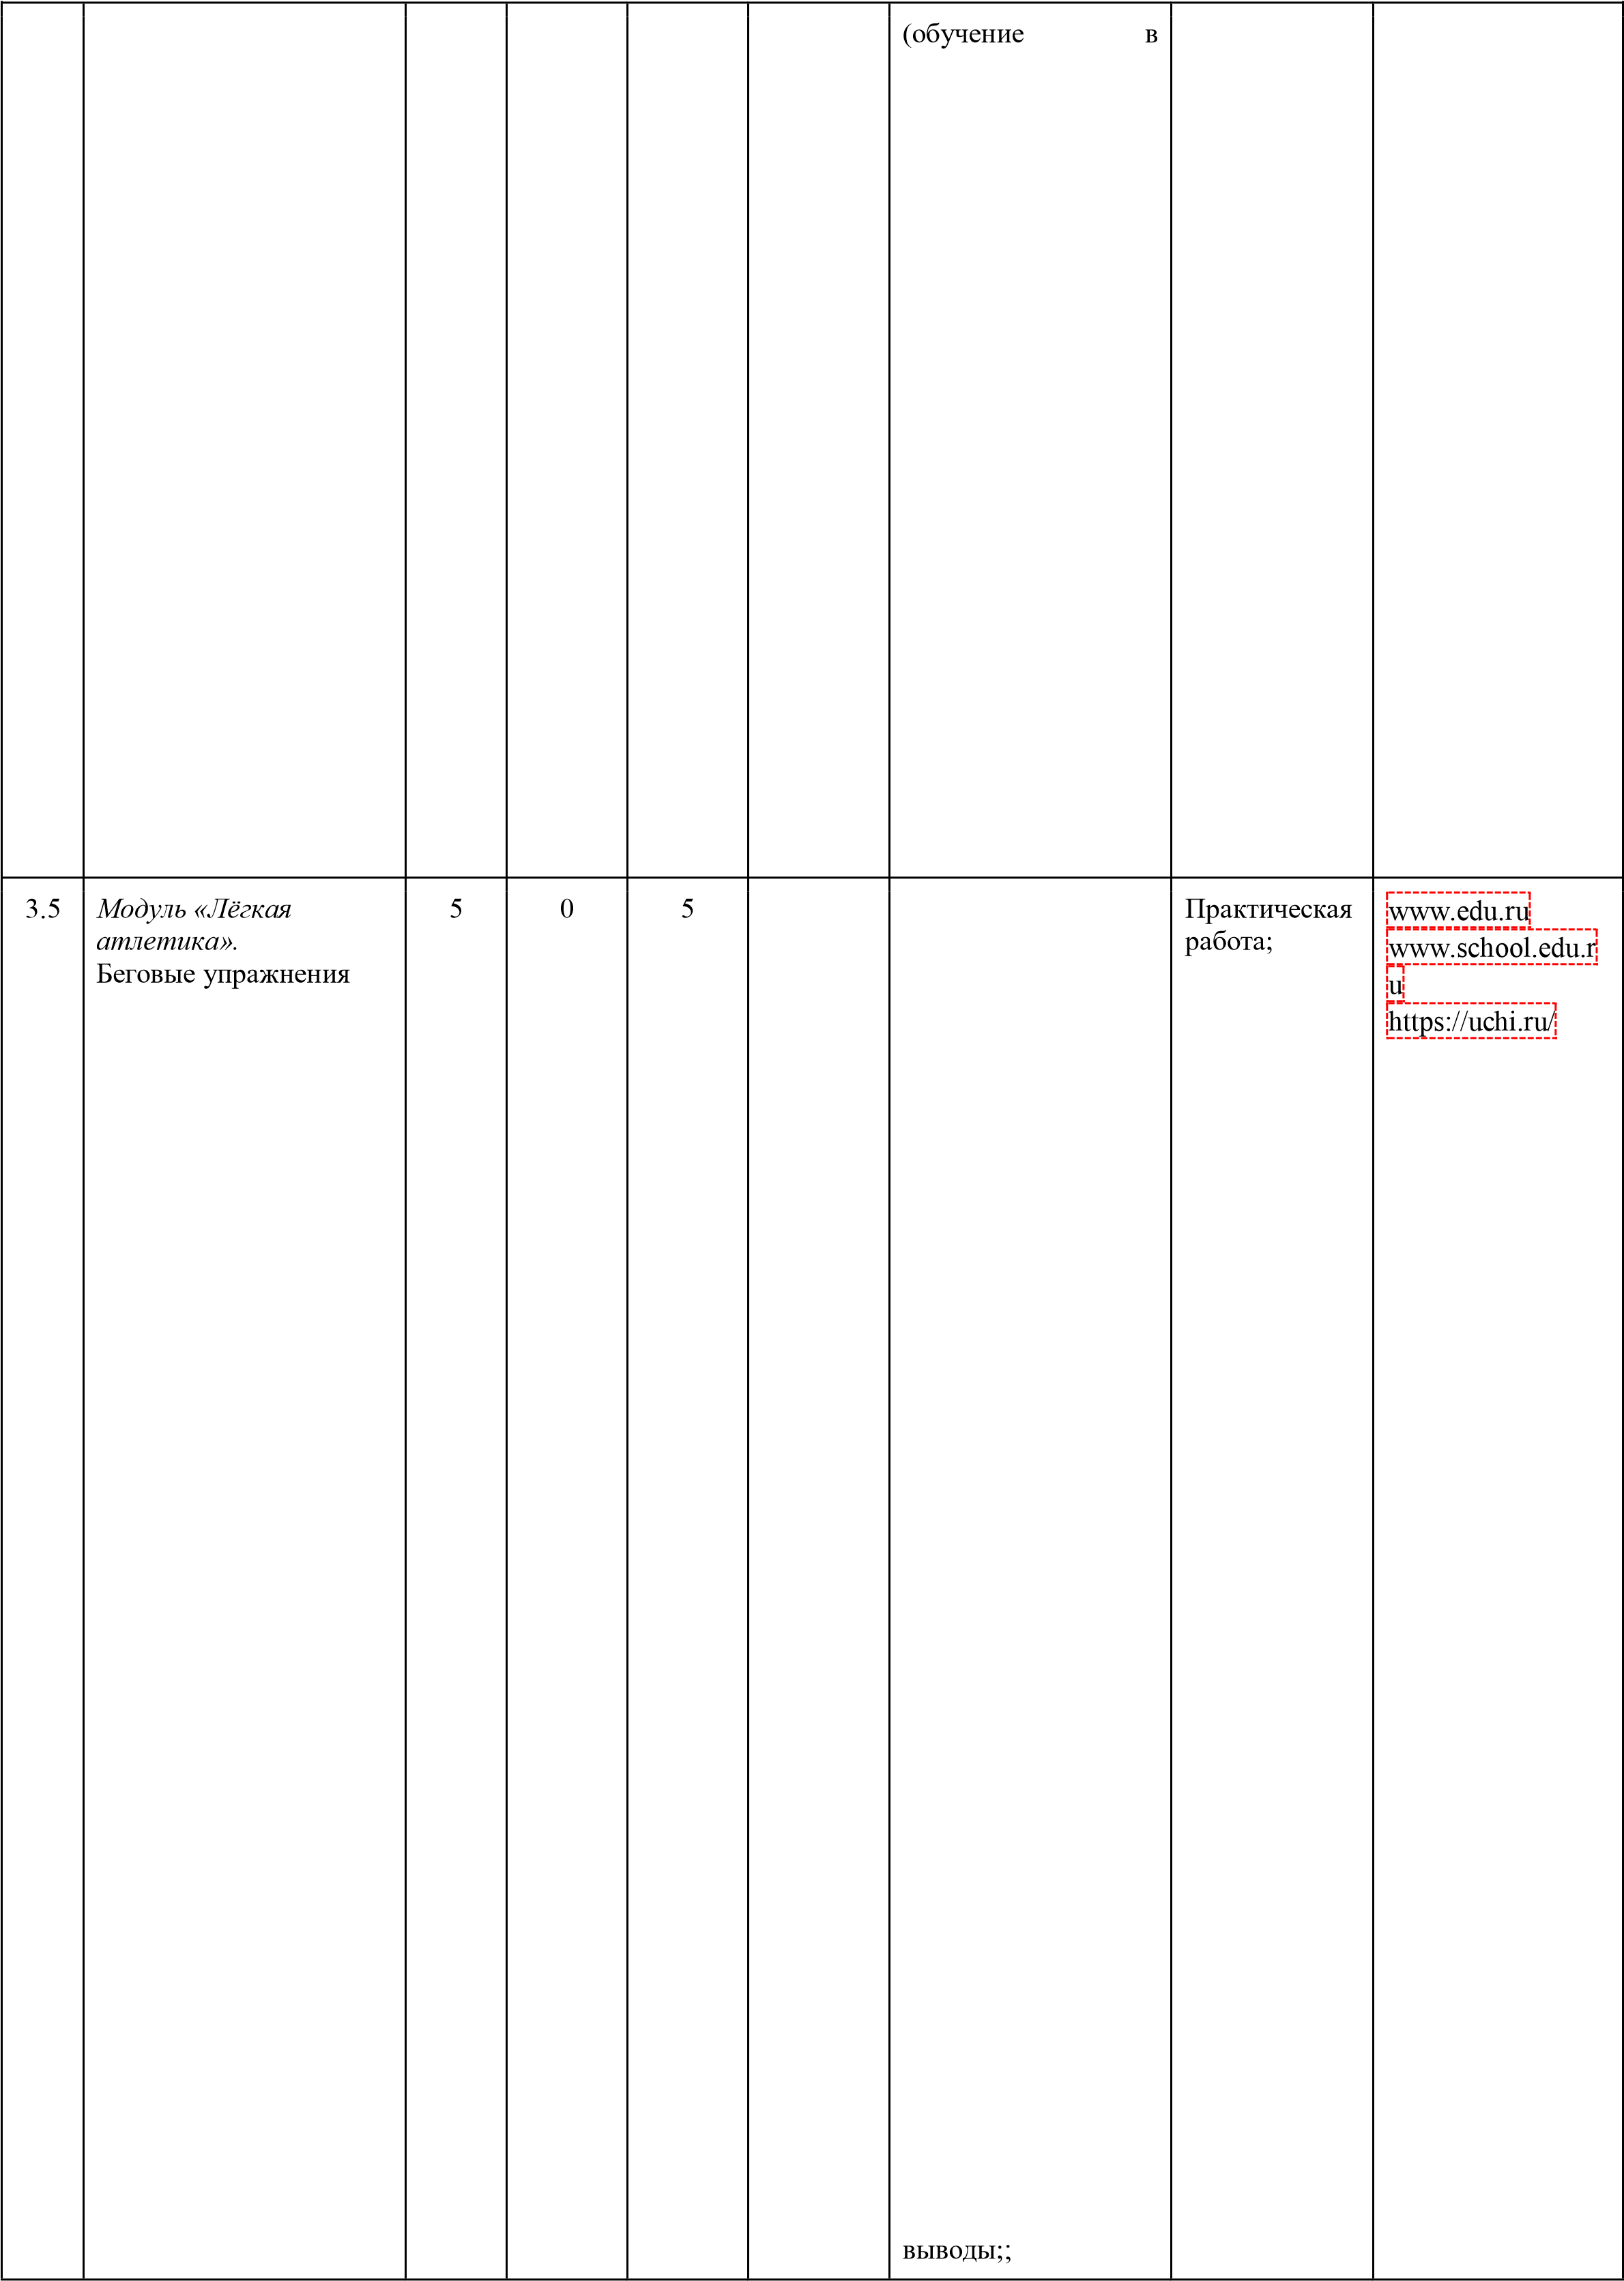 (обучение в
3.5
Модуль «Лёгкая
атлетика».
Беговые упражнения
5
0
5
Практическая
работа;
www.edu.ru
www.school.edu.r
u
https://uchi.ru/
выводы;;